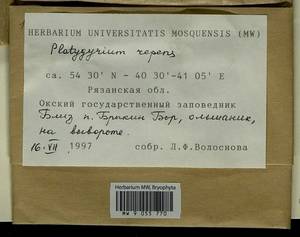 HERBARIUM UNIVERSITATIS MOSQUENSIS (MW)
Platygyrium repens
ca. 54 30' N - 40 30'-41 05' E
Рязанская обл.
Окский государственный заповедник
Близ п. Брыкин Бор, ольшаник,
на вывороте.
16.VII 1997 собр. Л.Ф.Волоснова
Herbarium MW, Bryophyta
MW 9 055 770